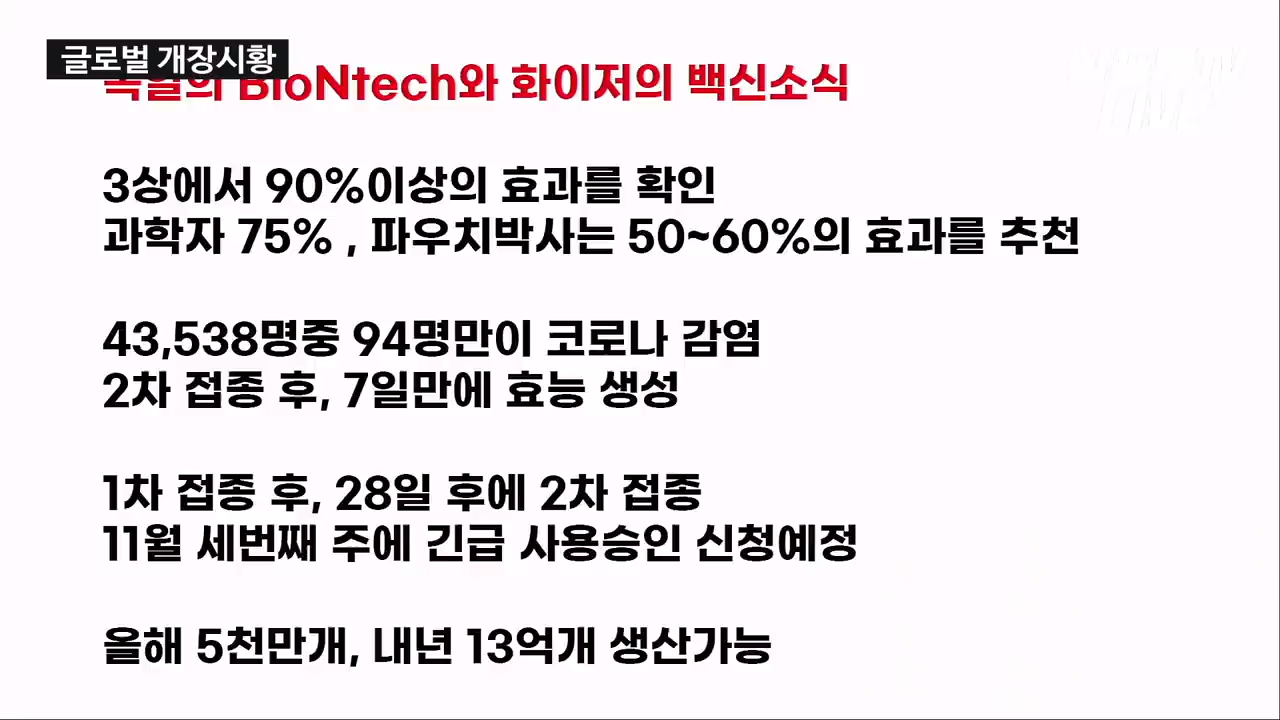 글로벌 개장시황
독일의 BioNtech와 화이저의 백신소식
3상에서 90%이상의 효과를 확인
과학자 75% , 파우치박사는 50~60%의 효과를 추천
43,538명중 94명만이 코로나 감염
2차 접종 후, 7일만에 효능 생성
1차 접종 후, 28일 후에 2차 접종
11월 세번째 주에 긴급 사용승인 신청예정
올해 5천만개, 내년 13억개 생산가능